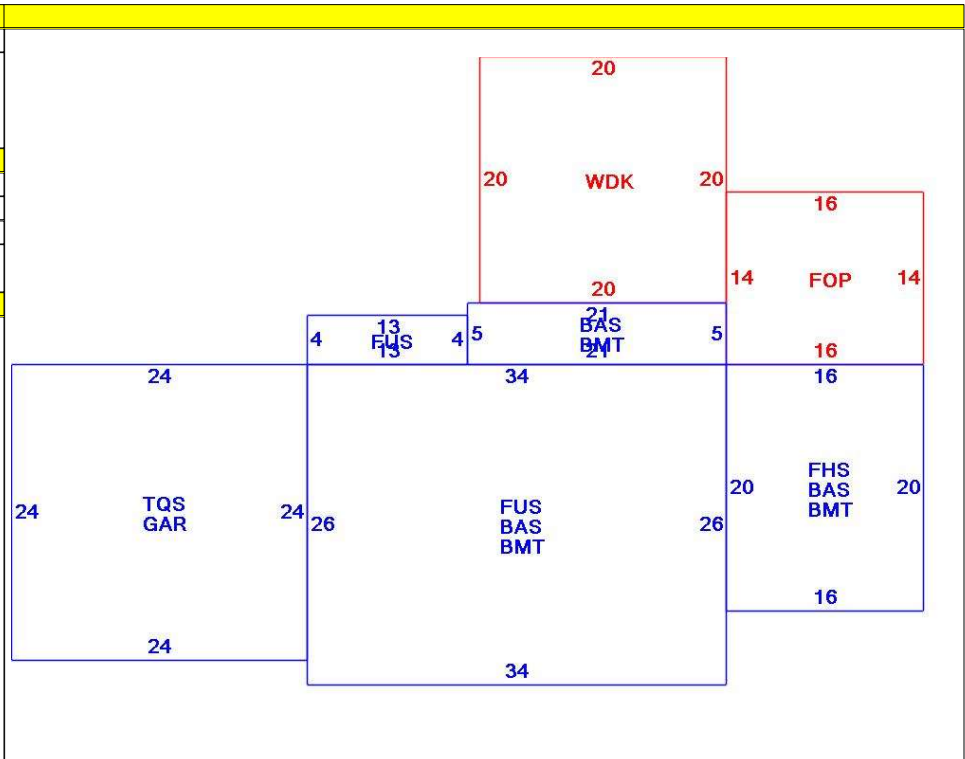 20
20 WDK 20
20
16
14 FOP 14
16
13
4 FUS 4
13
21
5 BAS 5
BMT
21
24
24 TQS 24
GAR
24
34
26 FUS 26
BAS
BMT
34
16
FHS
20 BAS 20
BMT
16